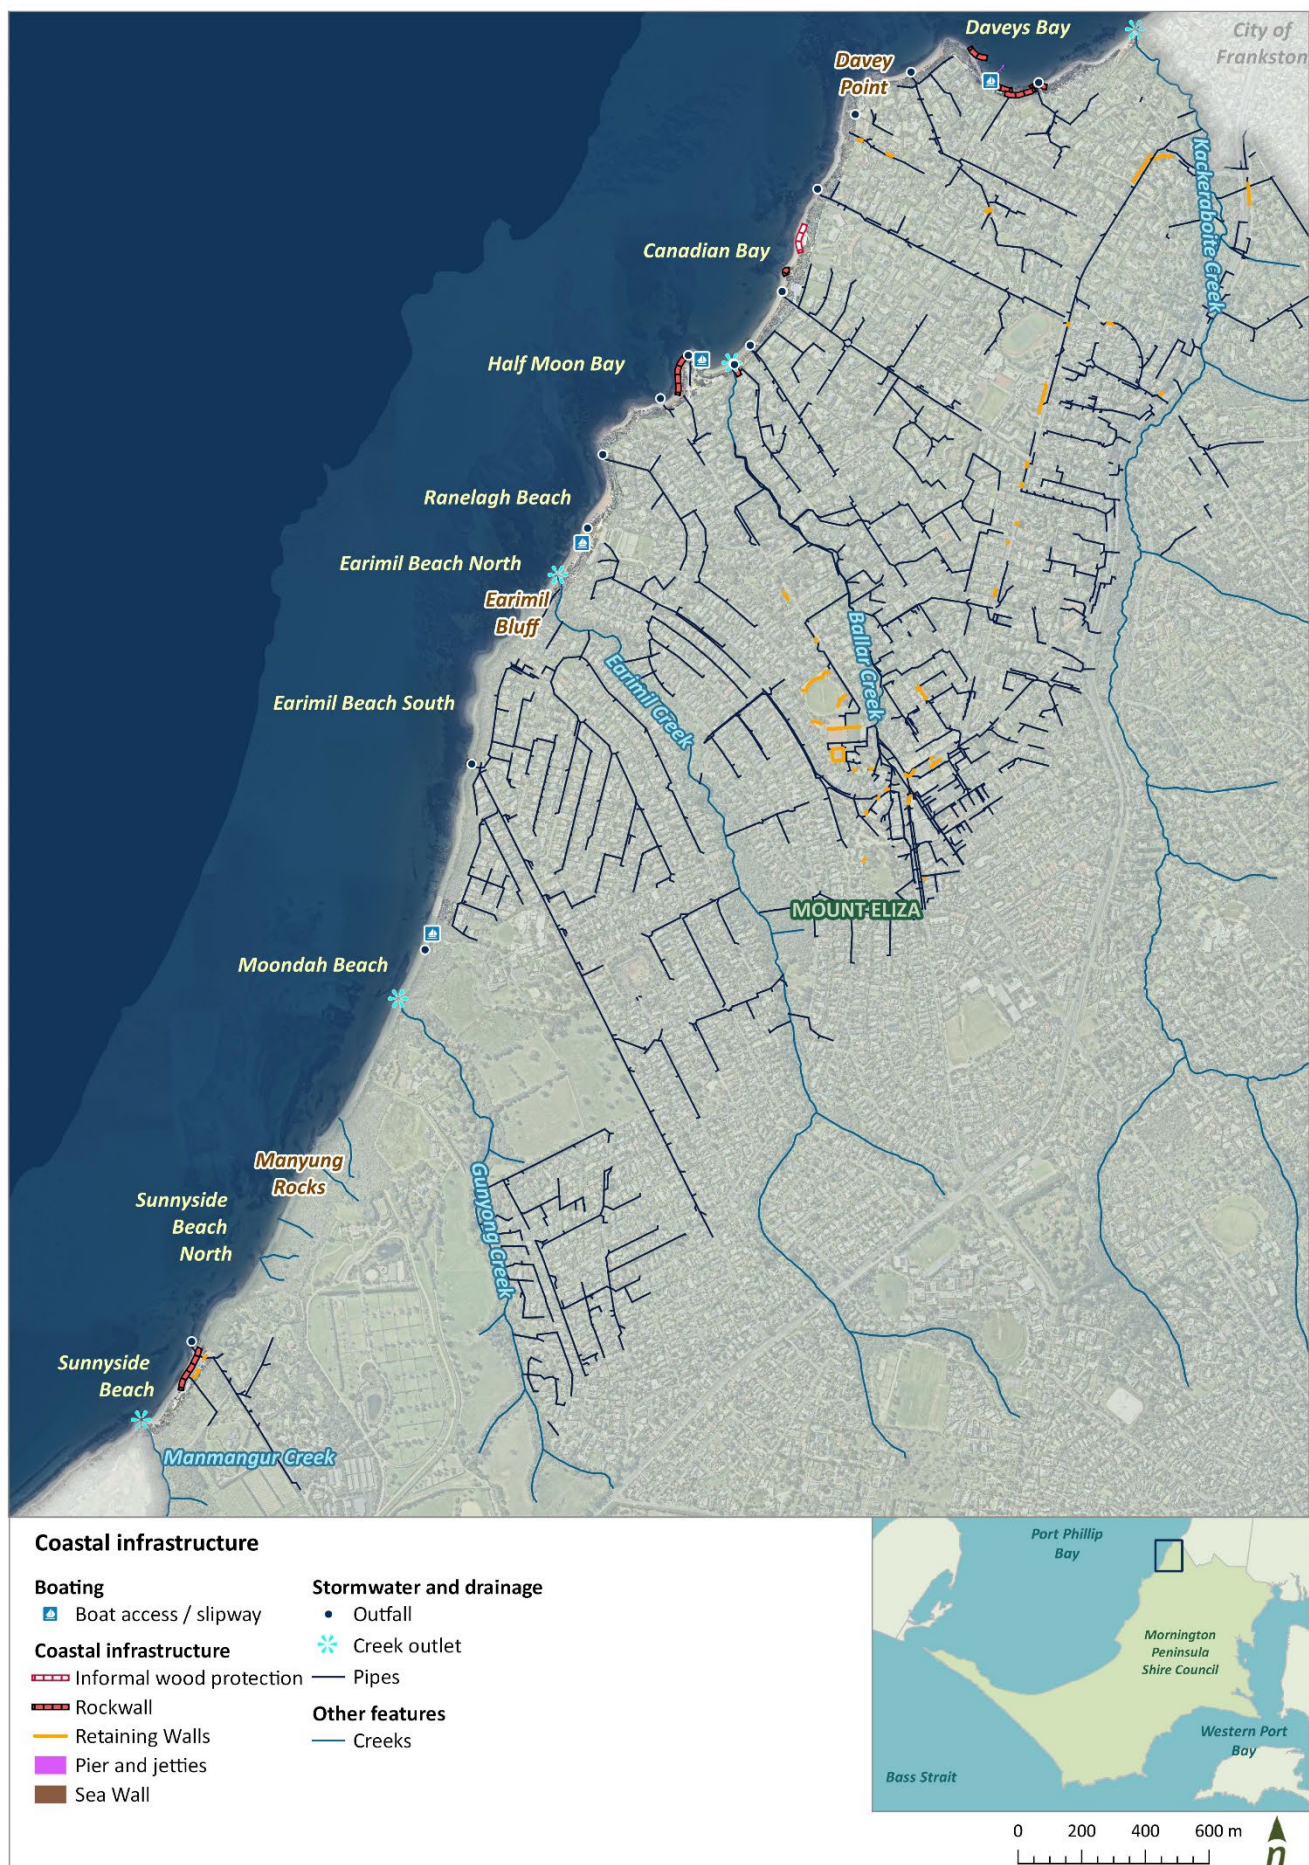 Daveys Bay
City of
Frankston
Davey
Point
Kackeraboite Creek
Canadian Bay
Half Moon Bay
Ranelagh Beach
Earimil Beach North
Earimil
Bluff
Earimil Creek
Ballar Creek
Earimil Beach South
MOUNT ELIZA
Moondah Beach
Manyung
Rocks
Sunnyside
Beach
North
Gunyong Creek
Sunnyside
Beach
Manmangur Creek
Coastal infrastructure
Boating
Boat access / slipway
Coastal infrastructure
Informal wood protection
Rockwall
Retaining Walls
Pier and jetties
Sea Wall
Stormwater and drainage
Outfall
Creek outlet
Pipes
Other features
Creeks
Port Phillip
Bay
Mornington
Peninsula
Shire Council
Western Port
Bay
Bass Strait
0 200 400 600 m
n